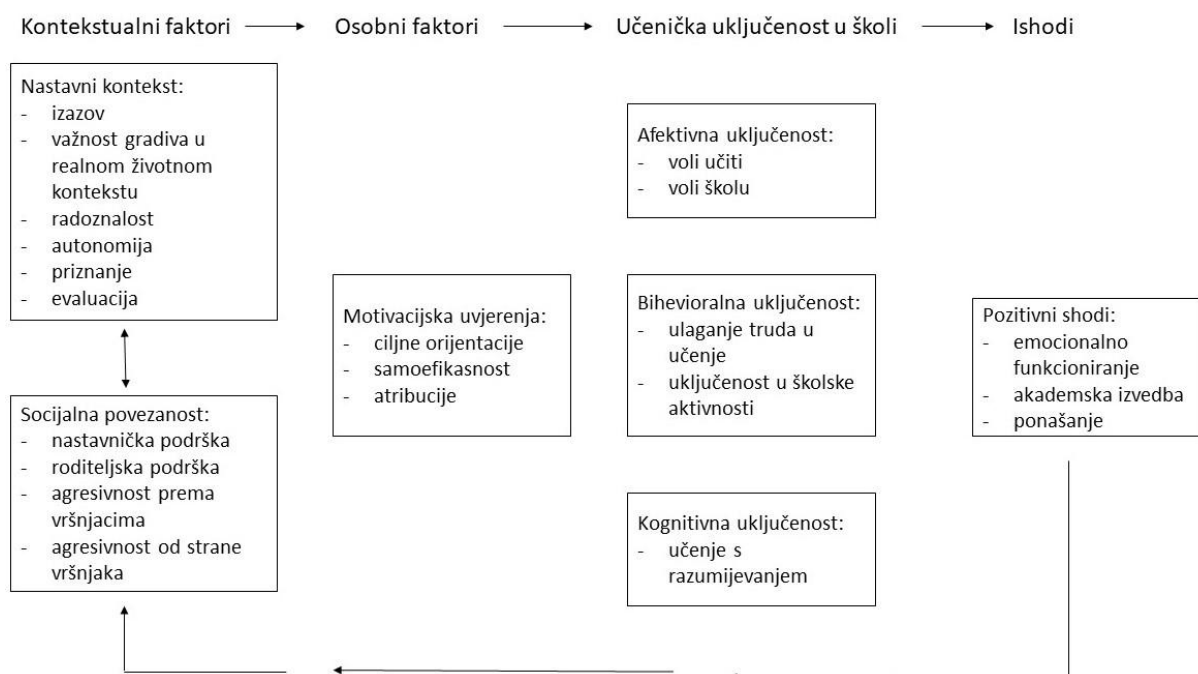 Kontekstualni faktori
Osobni faktori
Učenička uključenost u školi
Ishodi
Nastavni kontekst:
- izazov
- važnost gradiva u
realnom životnom
kontekstu
- radoznalost
- autonomija
- priznanje
- evaluacija
Socijalna povezanost:
- nastavnička podrška
- roditeljska podrška
- agresivnost prema
vršnjacima
- agresivnost od strane
vršnjaka
Motivacijska uvjerenja:
- ciljne orijentacije
- samoefikasnost
- atribucije
Afektivna uključenost:
- voli učiti
- voli školu
Bihevioralna uključenost:
- ulaganje truda u
učenje
- uključenost u školske
aktivnosti
Kognitivna uključenost:
- učenje s
razumijevanjem
Pozitivni shodi:
- emocionalno
funkcioniranje
- akademska izvedba
- ponašanje